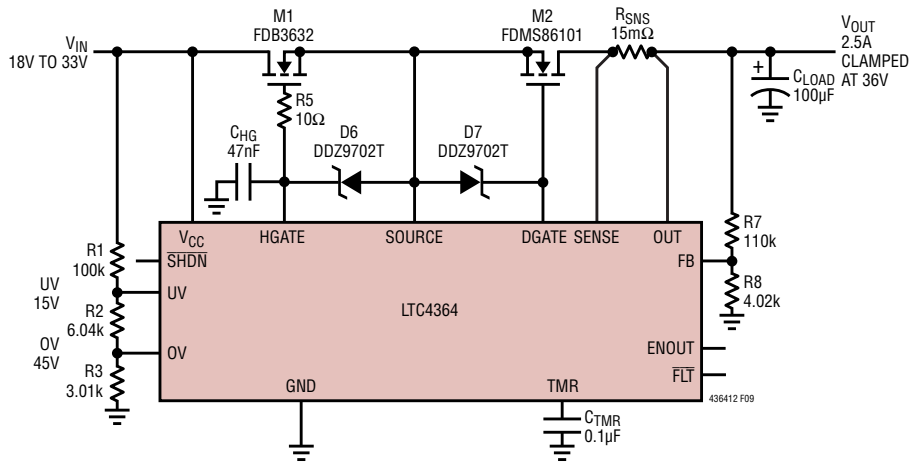 VIN
18V TO 33V
M1
FDB3632
M2
FDMS86101
RSNS
15mΩ
VOUT
2.5A
CLAMPED
AT 36V
+
CLOAD
100µF
R5
10Ω
CHG
47nF
D6
DDZ9702T
D7
DDZ9702T
VCC
HGATE
SOURCE
DGATE
SENSE
OUT
SHDN
UV
OV
FB
LTC4364
ENOUT
FLT
GND
TMR
R1
100k
UV
15V
R2
6.04k
OV
45V
R3
3.01k
R7
110k
R8
4.02k
436412 F09
CTMR
0.1µF